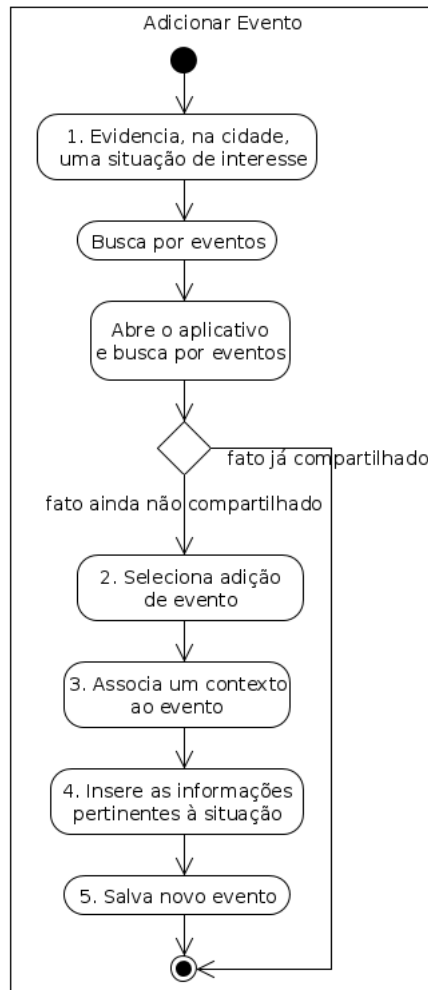 Adicionar Evento
1. Evidencia, na cidade,
uma situação de interesse
Busca por eventos
Abre o aplicativo
e busca por eventos
fato já compartilhado
fato ainda não compartilhado
2. Seleciona adição
de evento
3. Associa um contexto
ao evento
4. Insere as informações
pertinentes à situação
5. Salva novo evento